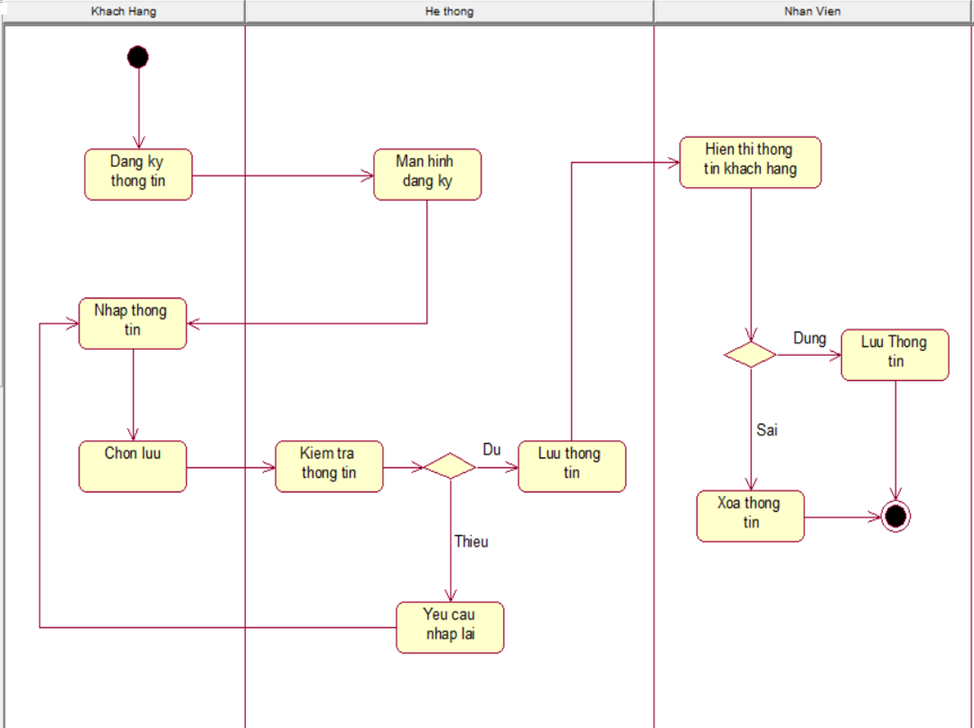 Khach Hang
He thong
Nhan Vien
Dang ky
thong tin
Man hinh
dang ky
Hien thi thong
tin khach hang
Nhap thong
tin
Dung
Luu Thong
tin
Sai
Chon luu
Kiem tra
thong tin
Du
Luu thong
tin
Xoa thong
tin
Thieu
Yeu cau
nhap lai